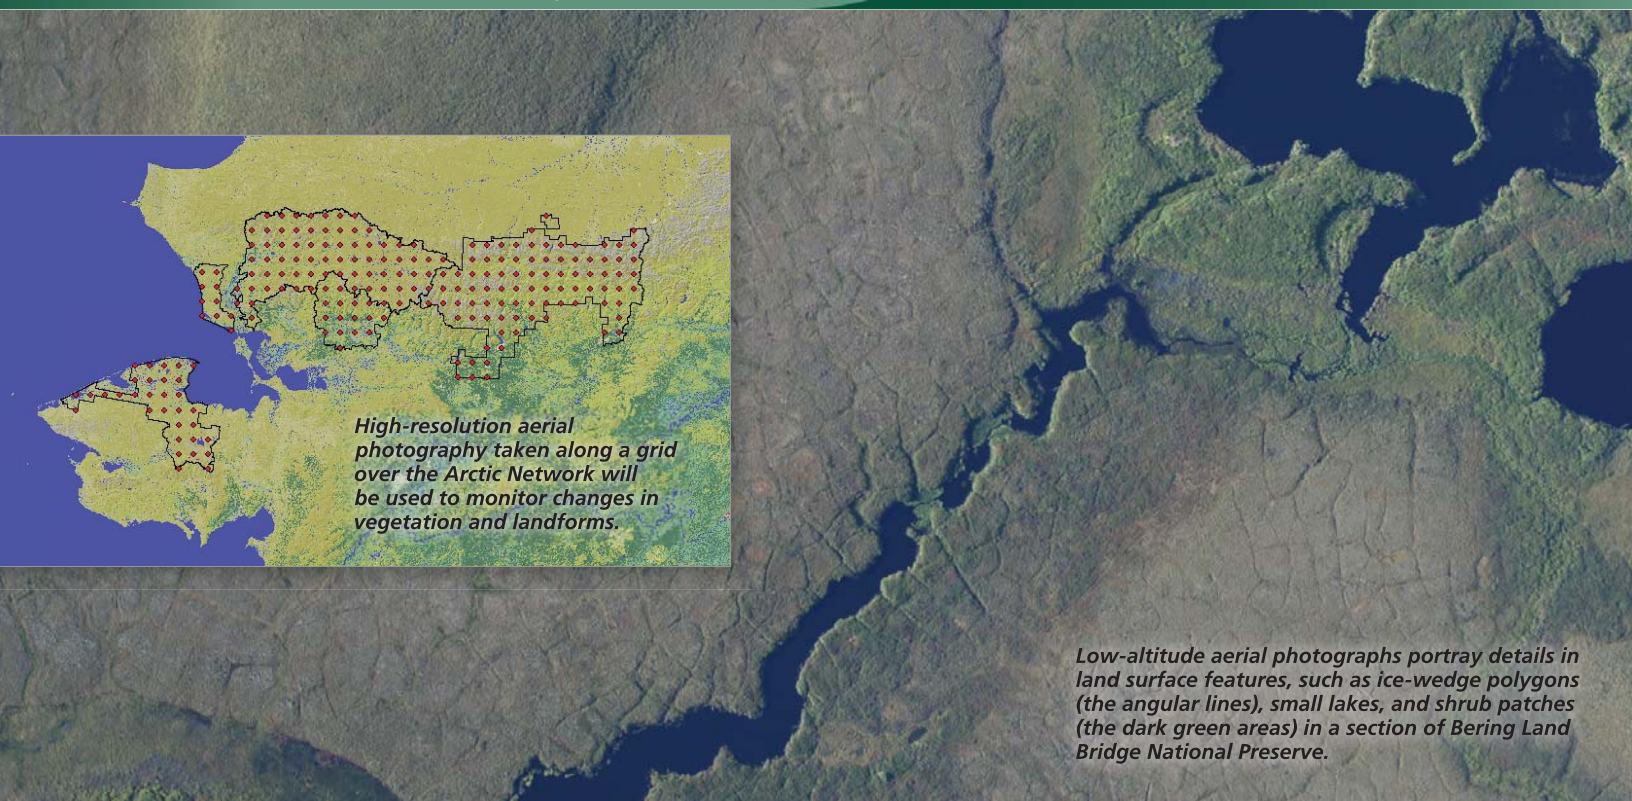 High-resolution aerial
photography taken along a grid
over the Arctic Network will
be used to monitor changes in
vegetation and landforms.
Low-altitude aerial photographs portray details in
land surface features, such as ice-wedge polygons
(the angular lines), small lakes, and shrub patches
(the dark green areas) in a section of Bering Land
Bridge National Preserve.